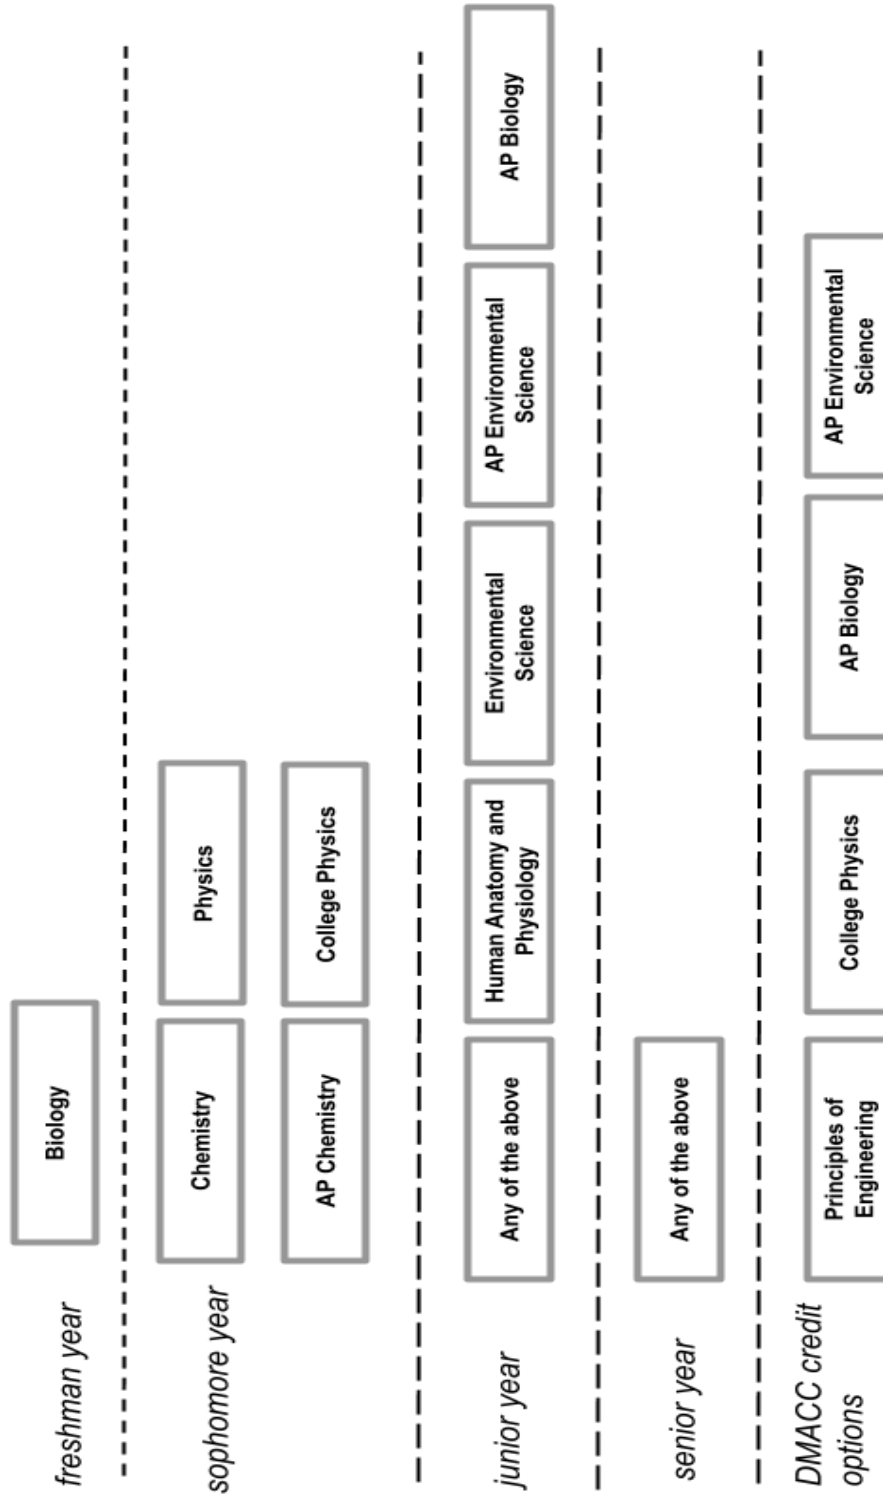 freshman year
Biology
sophomore year
Chemistry
Physics
AP Chemistry
College Physics
junior year
Any of the above
Human Anatomy and
Physiology
Environmental
Science
AP Environmental
Science
AP Biology
senior year
Any of the above
DMACC credit
options
Principles of
Engineering
College Physics
AP Biology
AP Environmental
Science